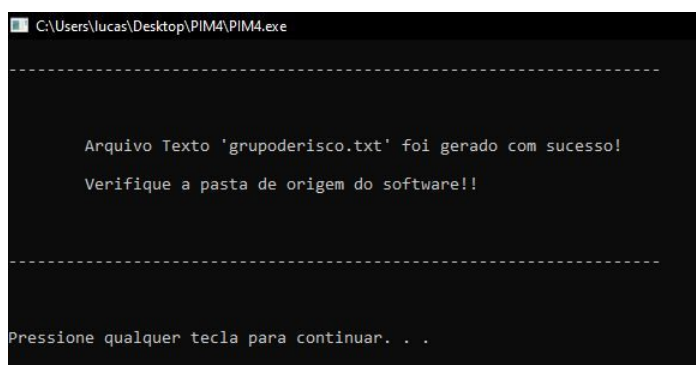 C:\Users\lucas\Desktop\PIM4\PIM4.exe
--------------------------------------------------------------------
Arquivo Texto 'grupoderisco.txt' foi gerado com sucesso!
Verifique a pasta de origem do software!!
--------------------------------------------------------------------
Pressione qualquer tecla para continuar. . .